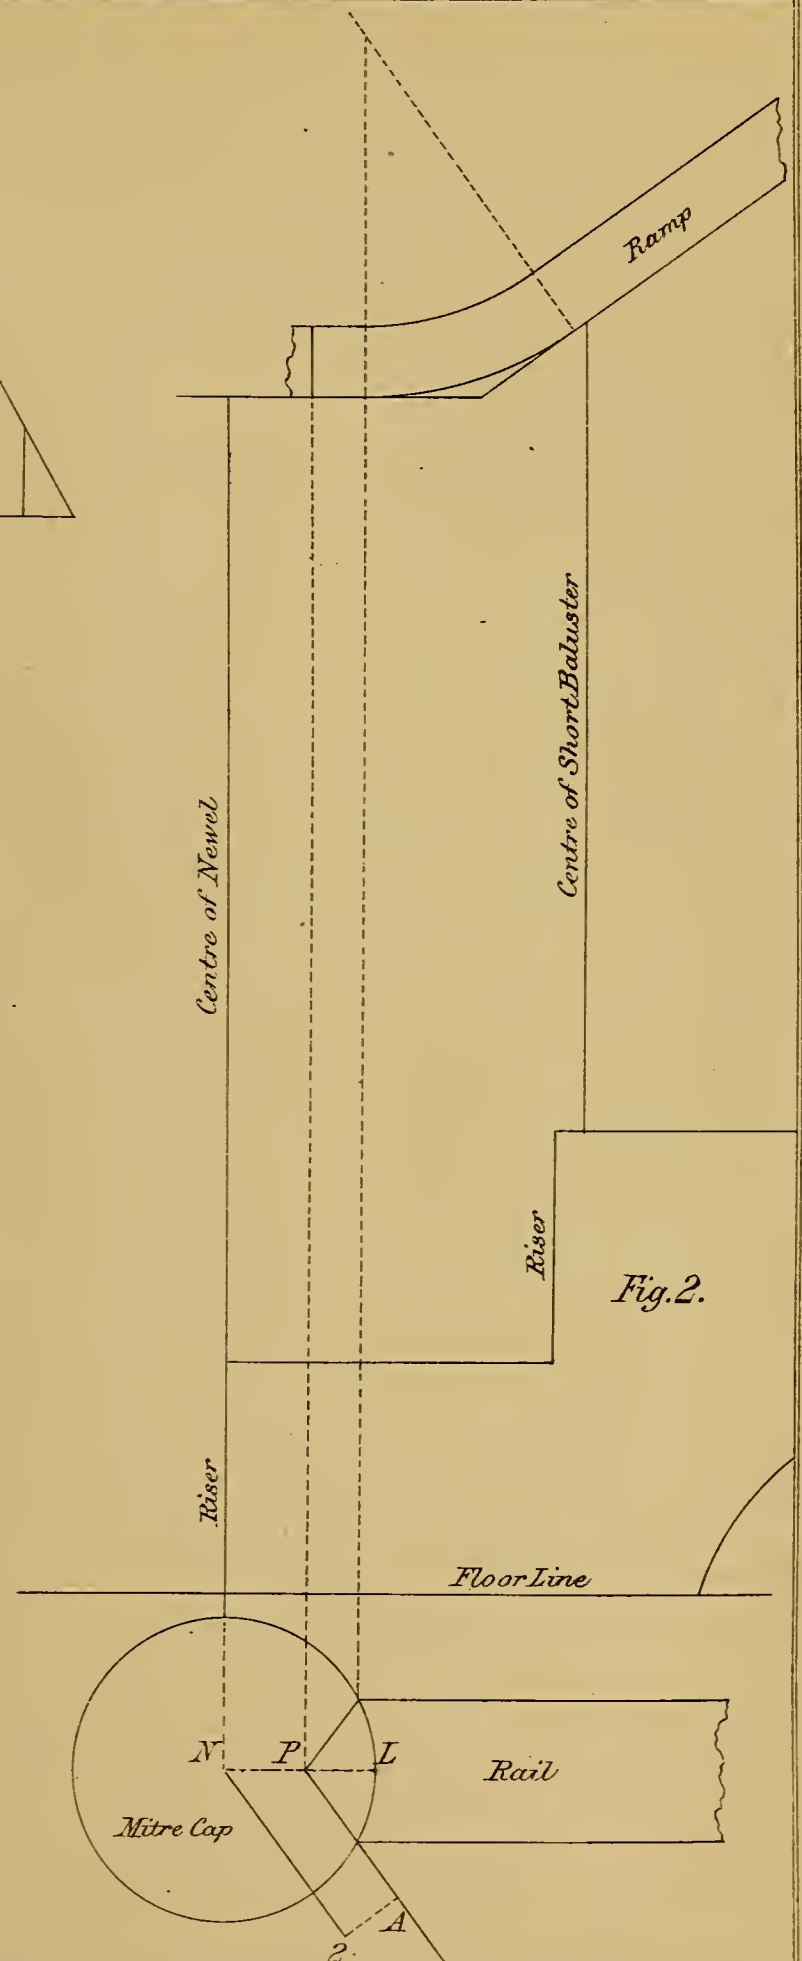 Ramp
Centre of Short Baluster
Centre of Newel
Riser
Fig. 2.
Riser
Floor Line
N P L
Rail
Mitre Cap
A
2.